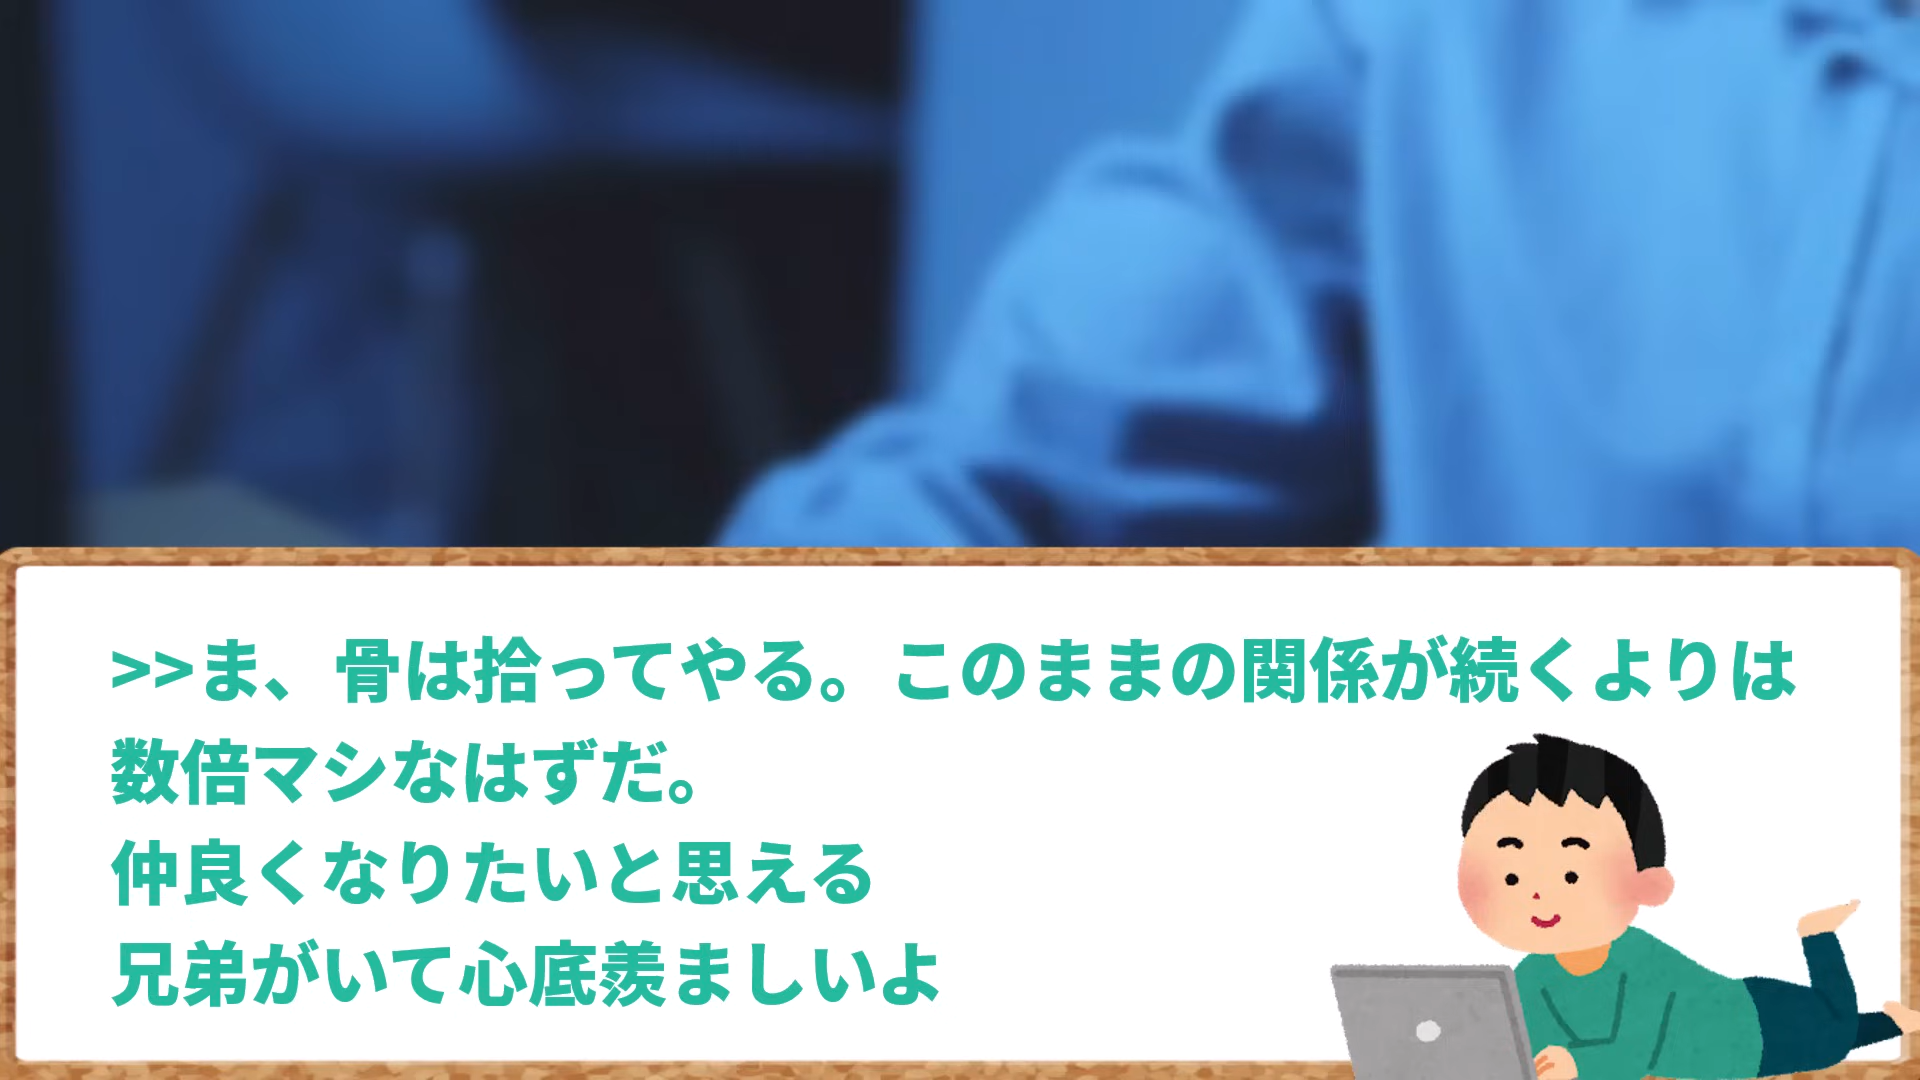 >>ま、骨は拾ってやる。このままの関係が続くよりは
数倍マシなはずだ。
仲良くなりたいと思える
兄弟がいて心底羨ましいよ